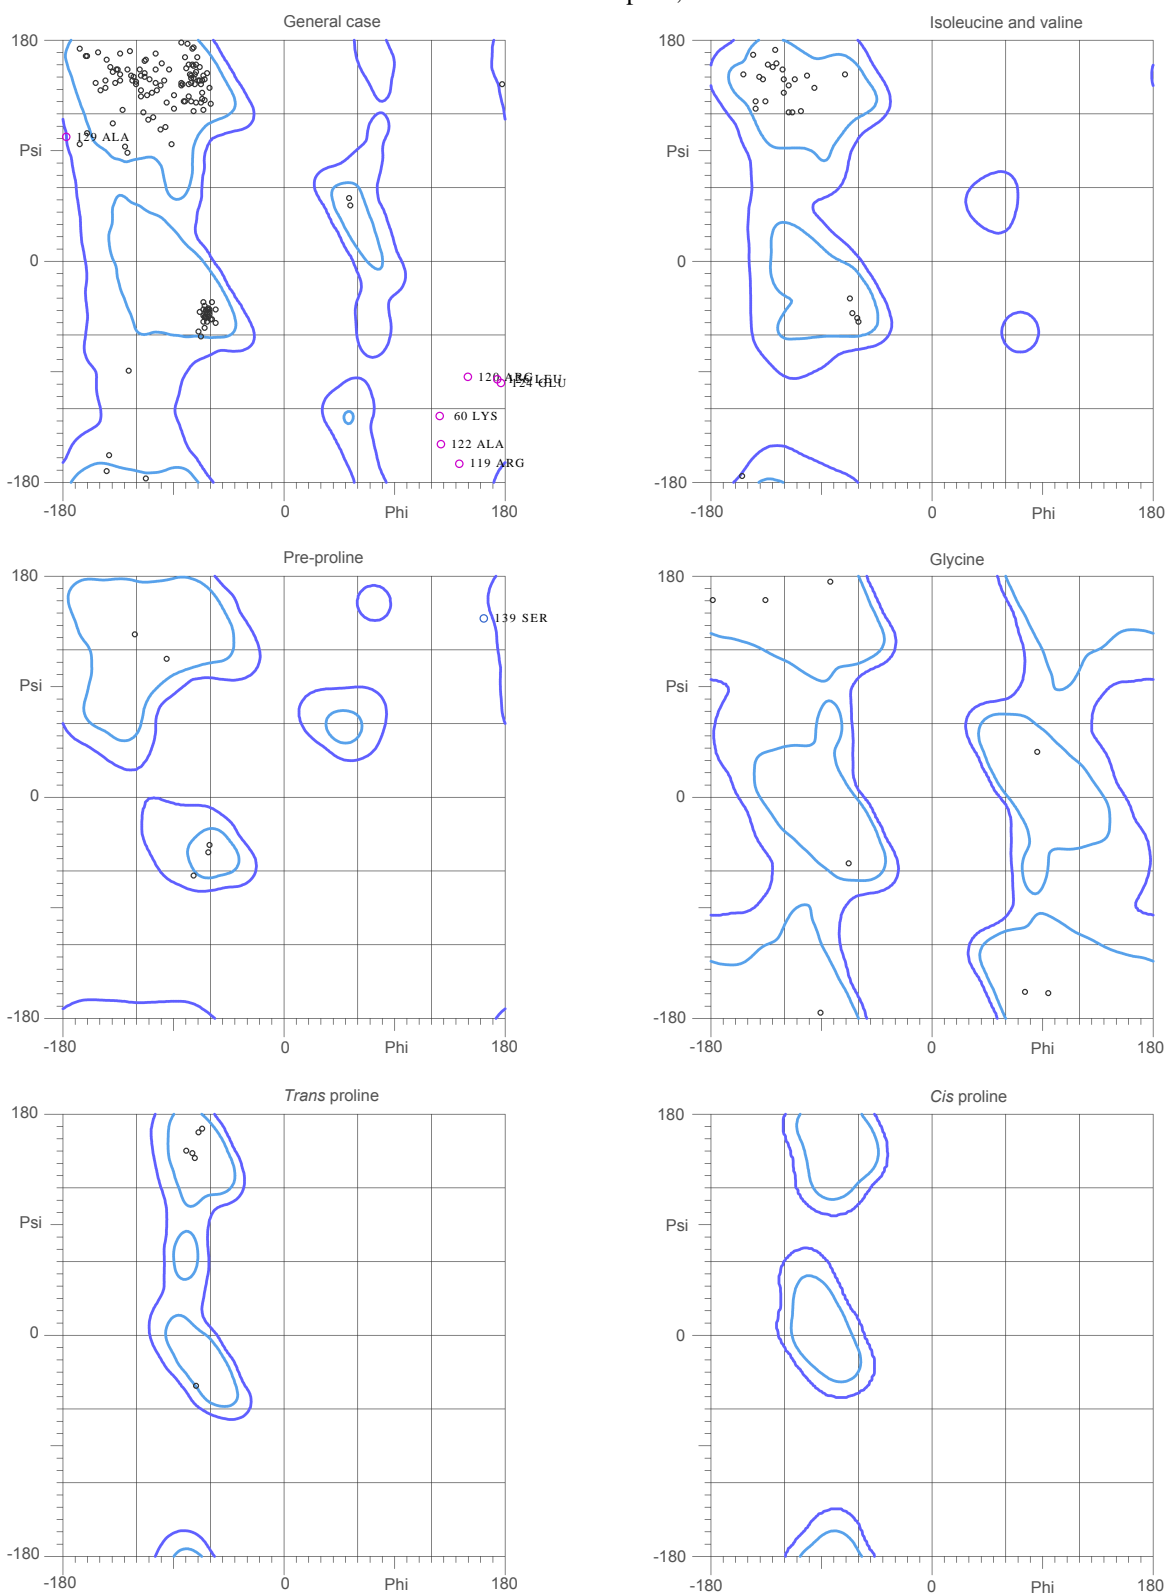 General case
180
Psi
0
-180
-180
0
Phi
180
129 ALA
120 ARG
124 GLU
60 LYS
122 ALA
119 ARG
Isoleucine and valine
180
Psi
0
-180
-180
0
Phi
180
Pre-proline
180
Psi
0
-180
-180
0
Phi
180
139 SER
Glycine
180
Psi
0
-180
-180
0
Phi
180
Trans proline
180
Psi
0
-180
-180
0
Phi
180
Cis proline
180
Psi
0
-180
-180
0
Phi
180